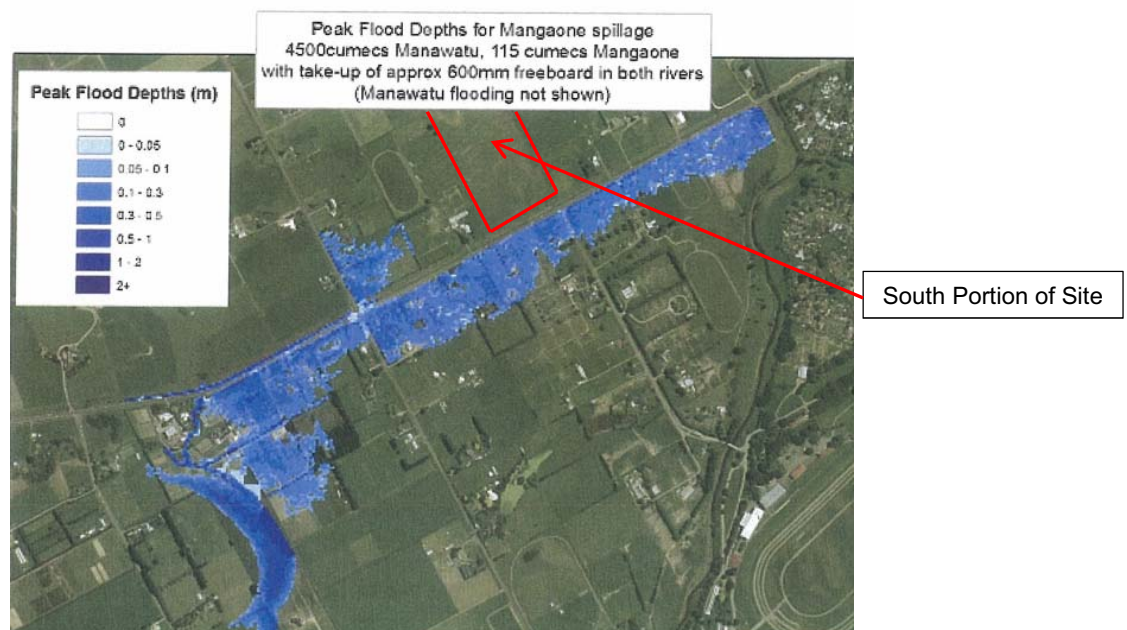 Peak Flood Depths for Mangaone spillage
4500cumecs Manawatu, 115 cumecs Mangaone
with take-up of approx 600mm freeboard in both rivers
(Manawatu flooding not shown)
Peak Flood Depths (m)
0
0 - 0.05
0.05 - 0.1
0.1 - 0.3
0.3 - 0.5
0.5 - 1
1 - 2
2+
South Portion of Site